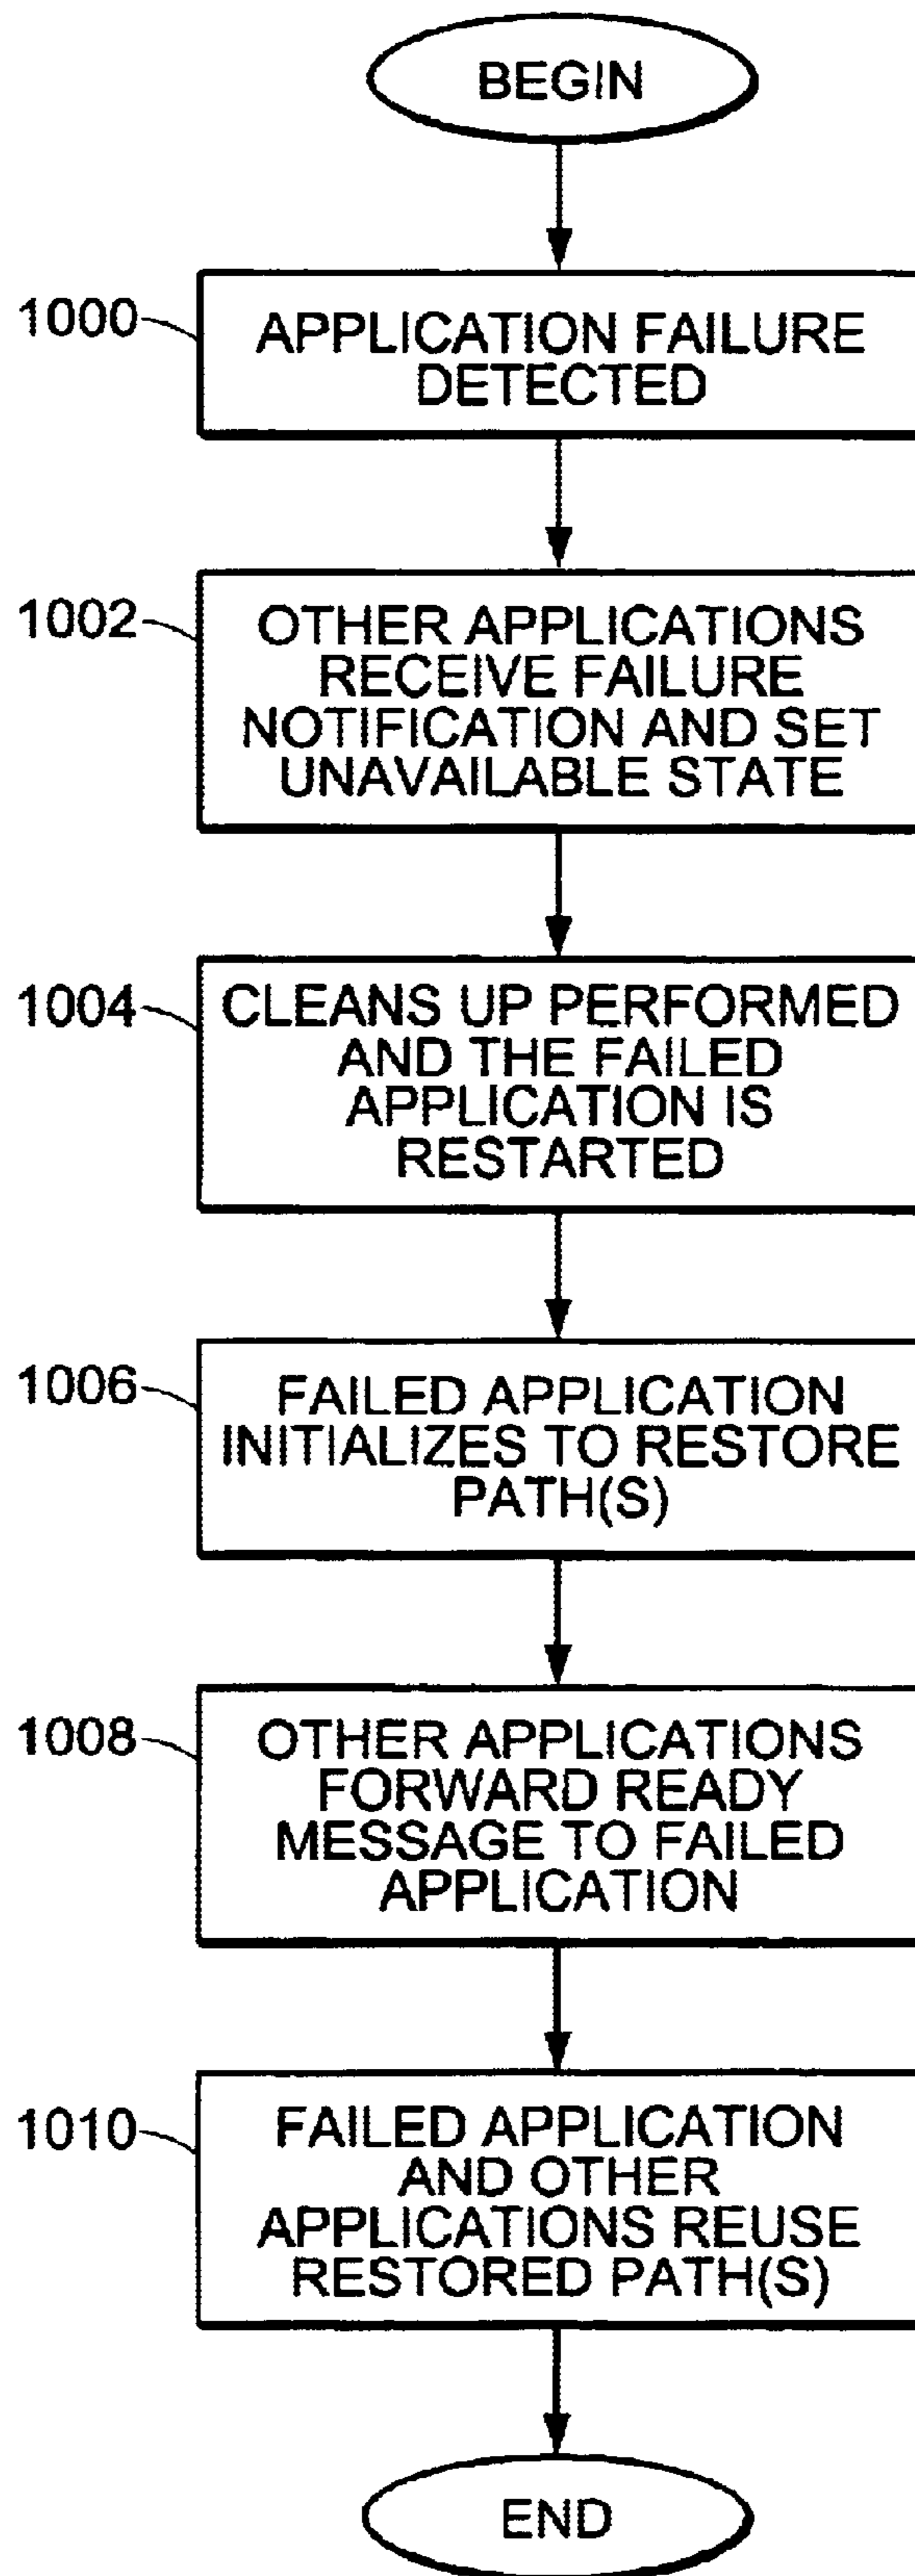 BEGIN
1000
APPLICATION FAILURE
DETECTED
1002
OTHER APPLICATIONS
RECEIVE FAILURE
NOTIFICATION AND SET
UNAVAILABLE STATE
1004
CLEANS UP PERFORMED
AND THE FAILED
APPLICATION IS
RESTARTED
1006
FAILED APPLICATION
INITIALIZES TO RESTORE
PATH(S)
1008
OTHER APPLICATIONS
FORWARD READY
MESSAGE TO FAILED
APPLICATION
1010
FAILED APPLICATION
AND OTHER
APPLICATIONS REUSE
RESTORED PATH(S)
END